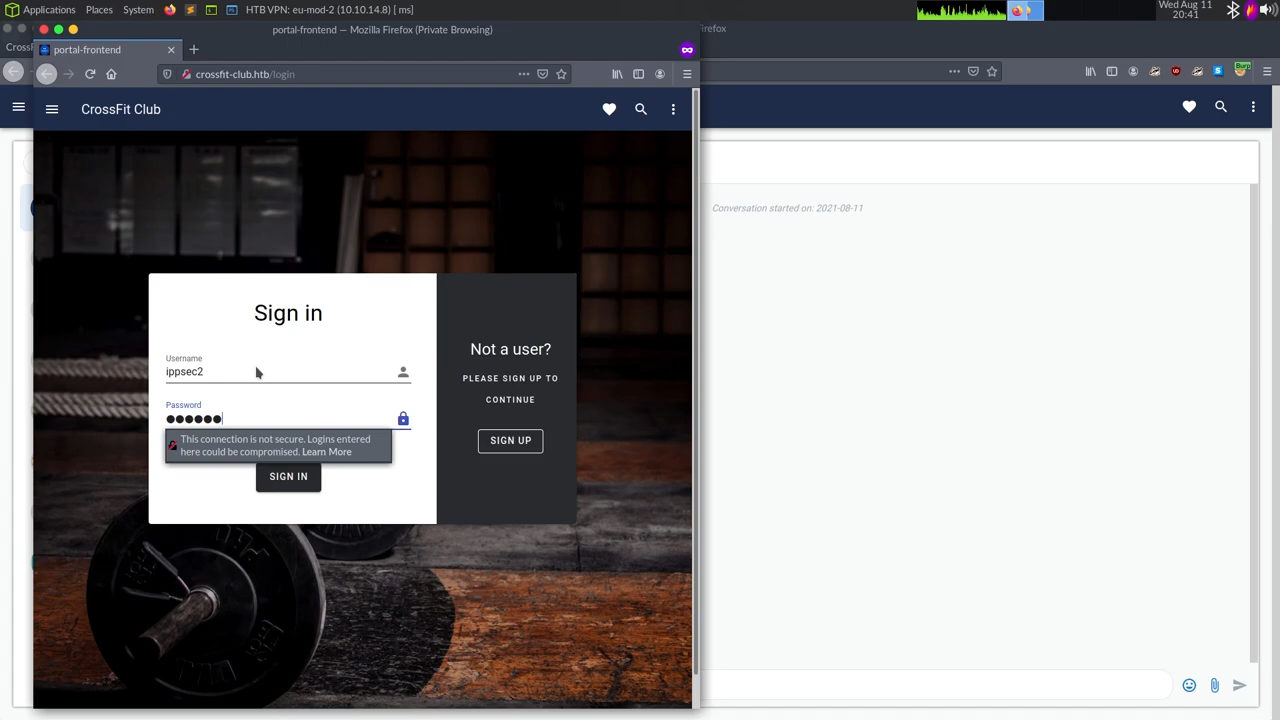 Applications Places System HTB VPN: eu-mod-2 (10.10.14.8) [ ms] Wed Aug 11
20:41
portal-frontend — Mozilla Firefox (Private Browsing) irefox
portal-frontend
crossfit-club.htb/login
Burp
CrossFit Club
CrossF
Conversation started on: 2021-08-11
Sign in
Username
ippsec2
Password
This connection is not secure. Logins entered
here could be compromised. Learn More
SIGN IN
Not a user?
PLEASE SIGN UP TO
CONTINUE
SIGN UP